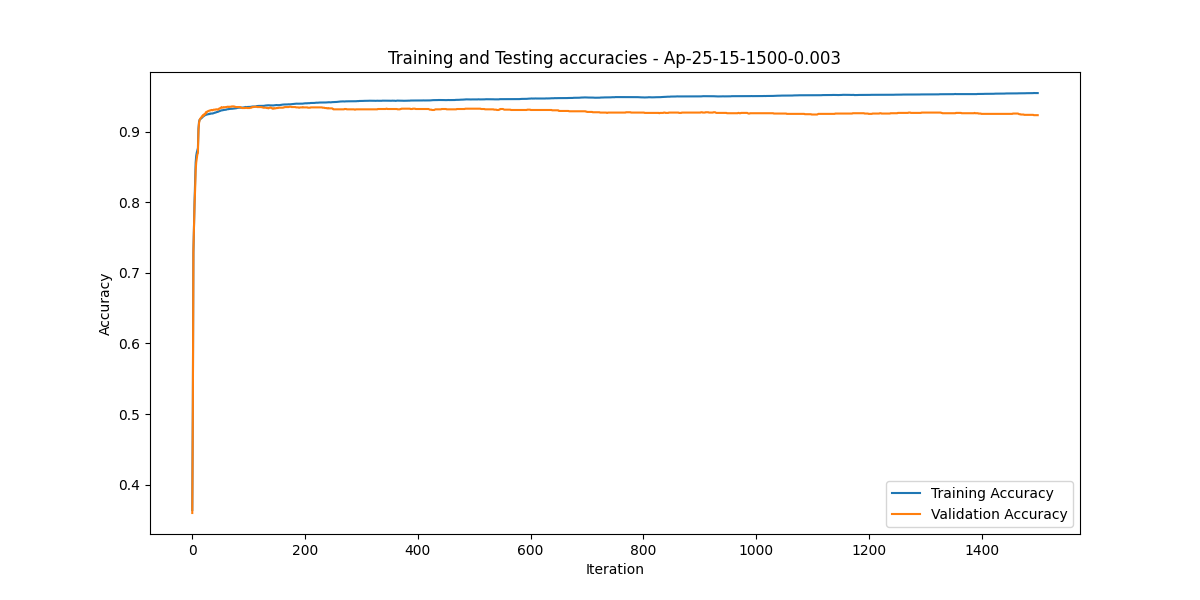 Training and Testing accuracies - Ap-25-15-1500-0.003
Accuracy
0.9
0.8
0.7
0.6
0.5
0.4
Training Accuracy
Validation Accuracy
0 200 400 600 800 1000 1200 1400
Iteration